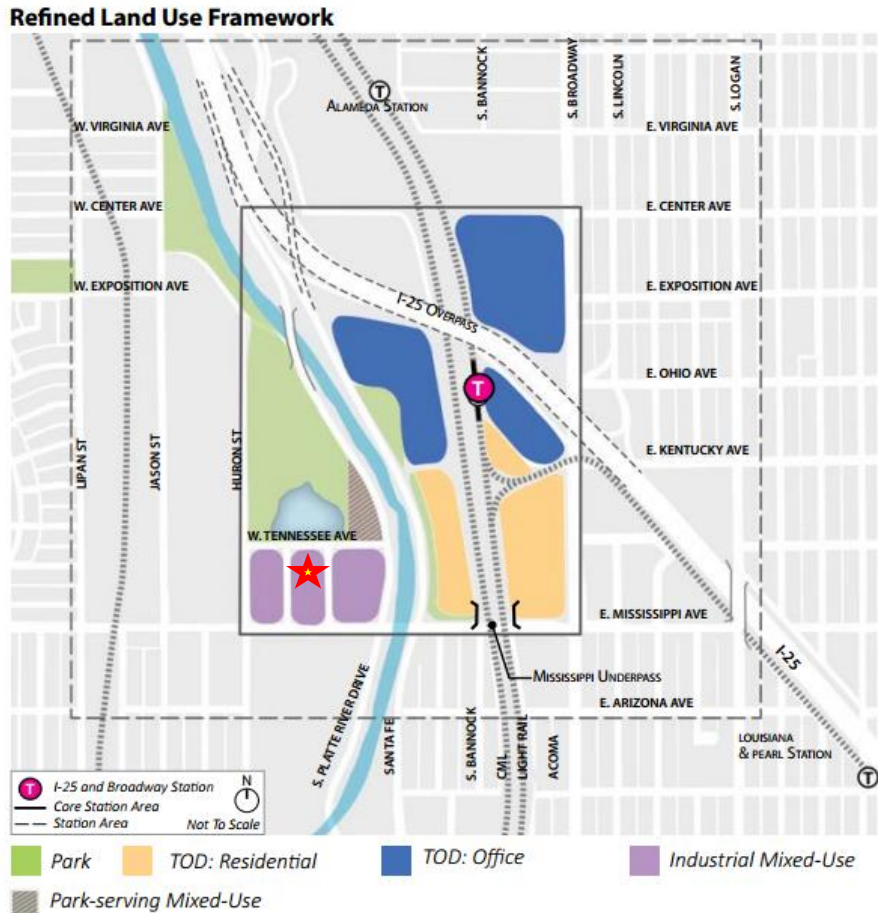 Refined Land Use Framework
T
ALAMEDA STATION
S. BANNOCK
S. BROADWAY
S. LINCOLN
S. LOGAN
W. VIRGINIA AVE
E. VIRGINIA AVE
W. CENTER AVE
E. CENTER AVE
W. EXPOSITION AVE
E. EXPOSITION AVE
I-25 OVERPASS
T
E. OHIO AVE
LIPAN ST
JASON ST
HURON ST
E. KENTUCKY AVE
W. TENNESSEE AVE
E. MISSISSIPPI AVE
MISSISSIPPI UNDERPASS
I-25
E. ARIZONA AVE
S. PLATTE RIVER DRIVE
SANTA FE
S. BANNOCK
CML
LIGHT RAIL
ACOMA
LOUISIANA
& PEARL STATION
T
T I-25 and Broadway Station
Core Station Area
Station Area
N
Not To Scale
Park
TOD: Residential
TOD: Office
Industrial Mixed-Use
Park-serving Mixed-Use